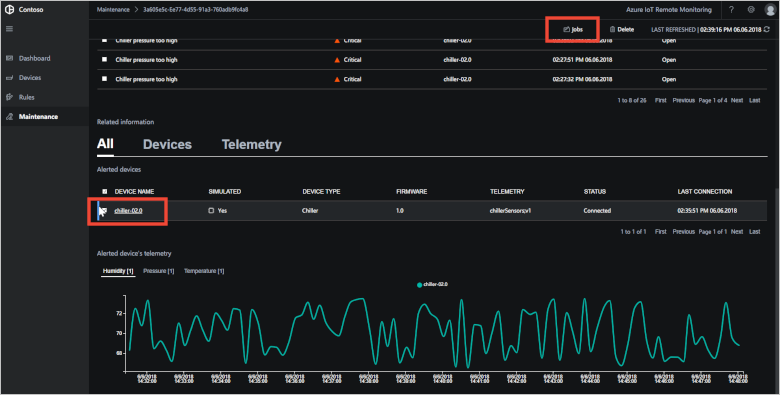 Contoso
Maintenance > 3a605e5c-6e77-4d55-91a3-760adb9fc4a8
Azure IoT Remote Monitoring
?
Jobs
Delete
LAST REFRESHED | 02:39:16 PM 06.06.2018
Dashboard
Devices
Rules
Maintenance
Chiller pressure too high Critical chiller-02.0 Open
Chiller pressure too high Critical chiller-02.0 02:27:51 PM 06.06.2018 Open
Chiller pressure too high Critical chiller-02.0 02:27:32 PM 06.06.2018 Open
1 to 8 of 26 First Previous Page 1 of 4 Next Last
Related information
All Devices Telemetry
Alerted devices
DEVICE NAME SIMULATED DEVICE TYPE FIRMWARE TELEMETRY STATUS LAST CONNECTION
chiller-02.0 Yes Chiller 1.0 chillerSensors;v1 Connected 02:35:51 PM 06.06.2018
1 to 1 of 1 First Previous Page 1 of 1 Next Last
Alerted device's telemetry
Humidity [1] Pressure [1] Temperature [1]
chiller-02.0
72
70
68
6/6/2018 6/6/2018 6/6/2018 6/6/2018 6/6/2018 6/6/2018 6/6/2018 6/6/2018 6/6/2018 6/6/2018 6/6/2018 6/6/2018 6/6/2018 6/6/2018 6/6/2018 6/6/2018 6/6/2018
14:32:00 14:33:00 14:34:00 14:35:00 14:36:00 14:37:00 14:38:00 14:39:00 14:40:00 14:41:00 14:42:00 14:43:00 14:44:00 14:45:00 14:46:00 14:47:00 14:48:00